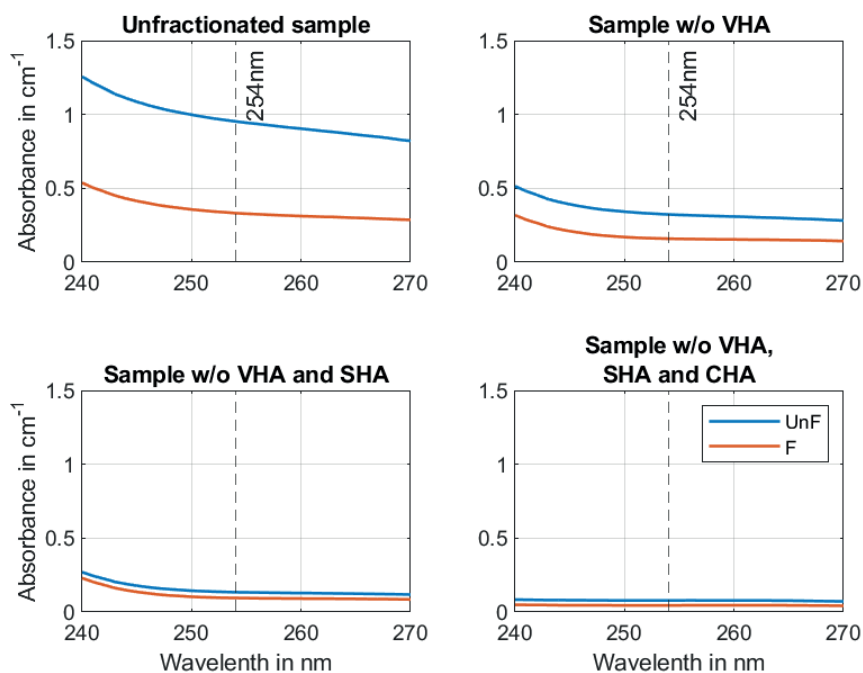 Unfractionated sample
1.5
1
0.5
0
Absorbance in cm-1
254nm
240
250
260
270
Sample w/o VHA
1.5
1
0.5
0
254nm
240
250
260
270
Sample w/o VHA and SHA
1.5
1
0.5
0
Absorbance in cm-1
240
250
260
270
Wavelenth in nm
Sample w/o VHA,
SHA and CHA
1.5
1
0.5
0
UnF
F
240
250
260
270
Wavelenth in nm